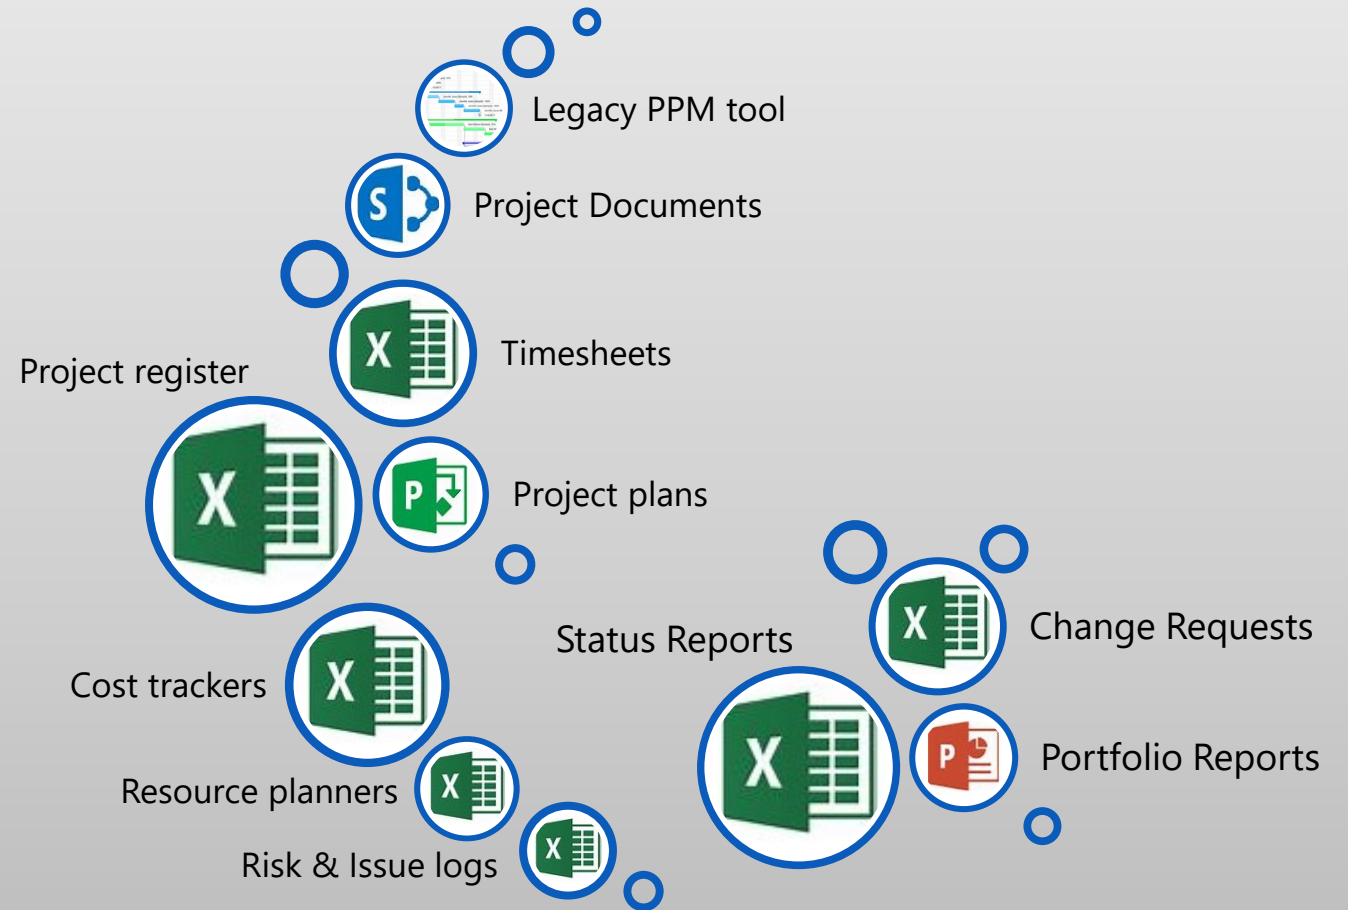 Legacy PPM tool
S
Project Documents
X
Timesheets
Project register
X
P
Project plans
X
Change Requests
Status Reports
Cost trackers
X
X
P
Portfolio Reports
Resource planners
X
Risk & Issue logs
X